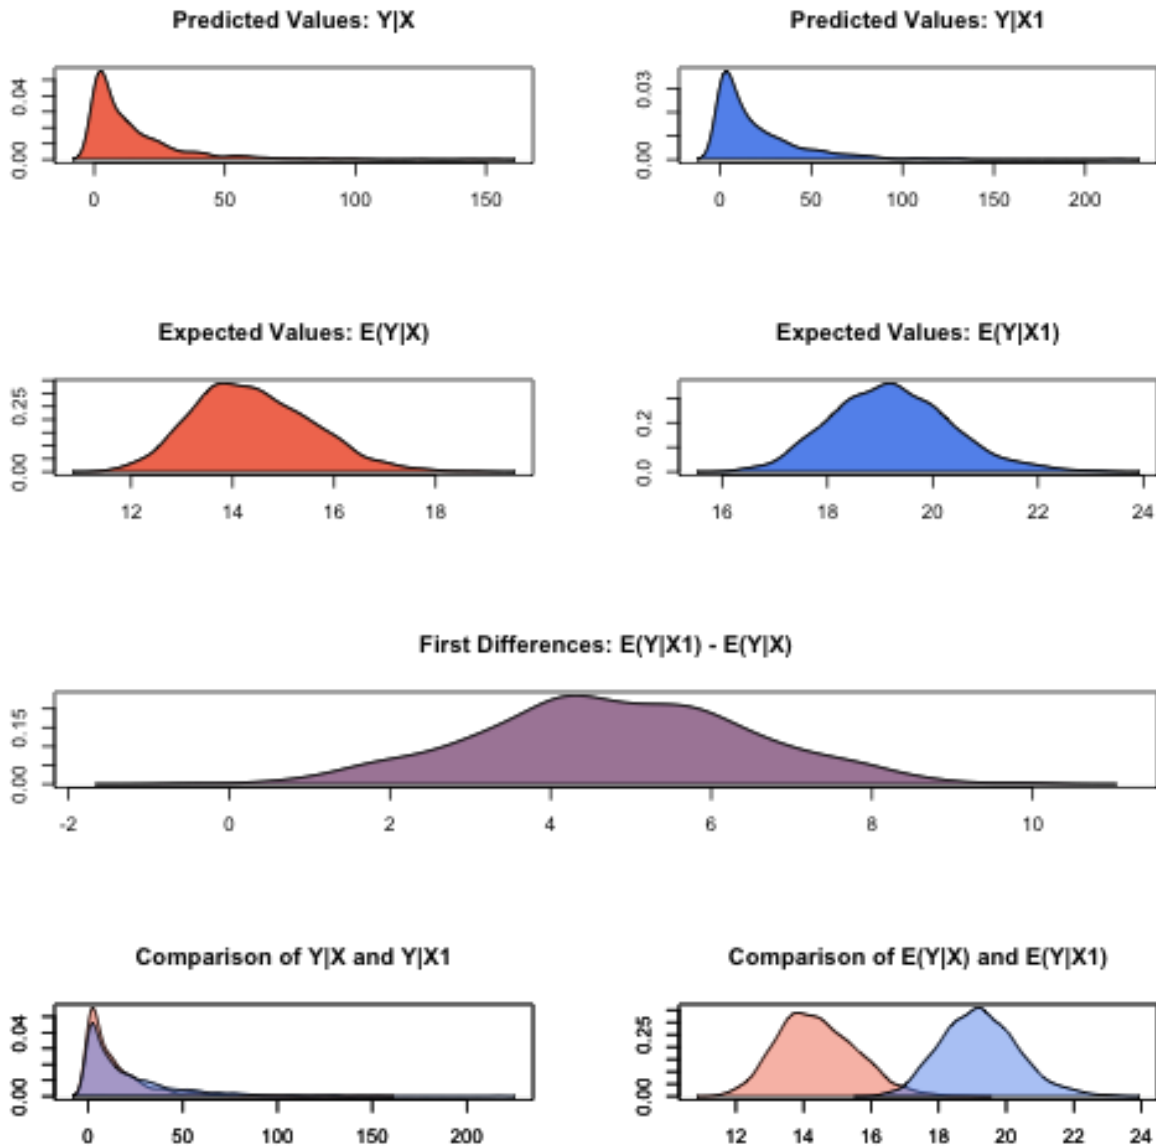 Predicted Values: Y|X
0.04
0.00
0 50 100 150
Predicted Values: Y|X1
0.03
0.00
0 50 100 150 200
Expected Values: E(Y|X)
0.25
0.00
12 14 16 18
Expected Values: E(Y|X1)
0.2
0.0
16 18 20 22 24
First Differences: E(Y|X1) - E(Y|X)
0.15
0.00
-2 0 2 4 6 8 10
Comparison of Y|X and Y|X1
0.04
0.00
0 50 100 150 200
Comparison of E(Y|X) and E(Y|X1)
0.25
0.00
12 14 16 18 20 22 24